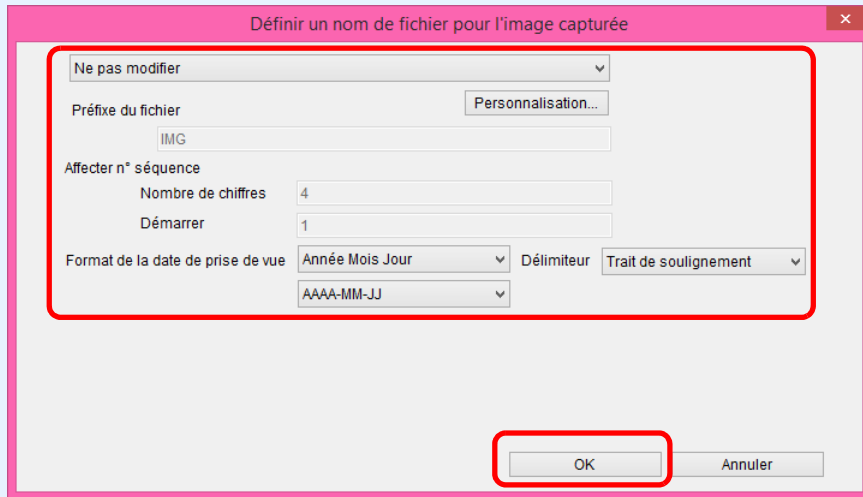 Définir un nom de fichier pour l'image capturée
Ne pas modifier
Préfixe du fichier Personnalisation...
IMG
Affecter n° séquence
Nombre de chiffres 4
Démarrer 1
Format de la date de prise de vue Année Mois Jour Délimiteur Trait de soulignement
AAAA-MM-JJ
OK Annuler